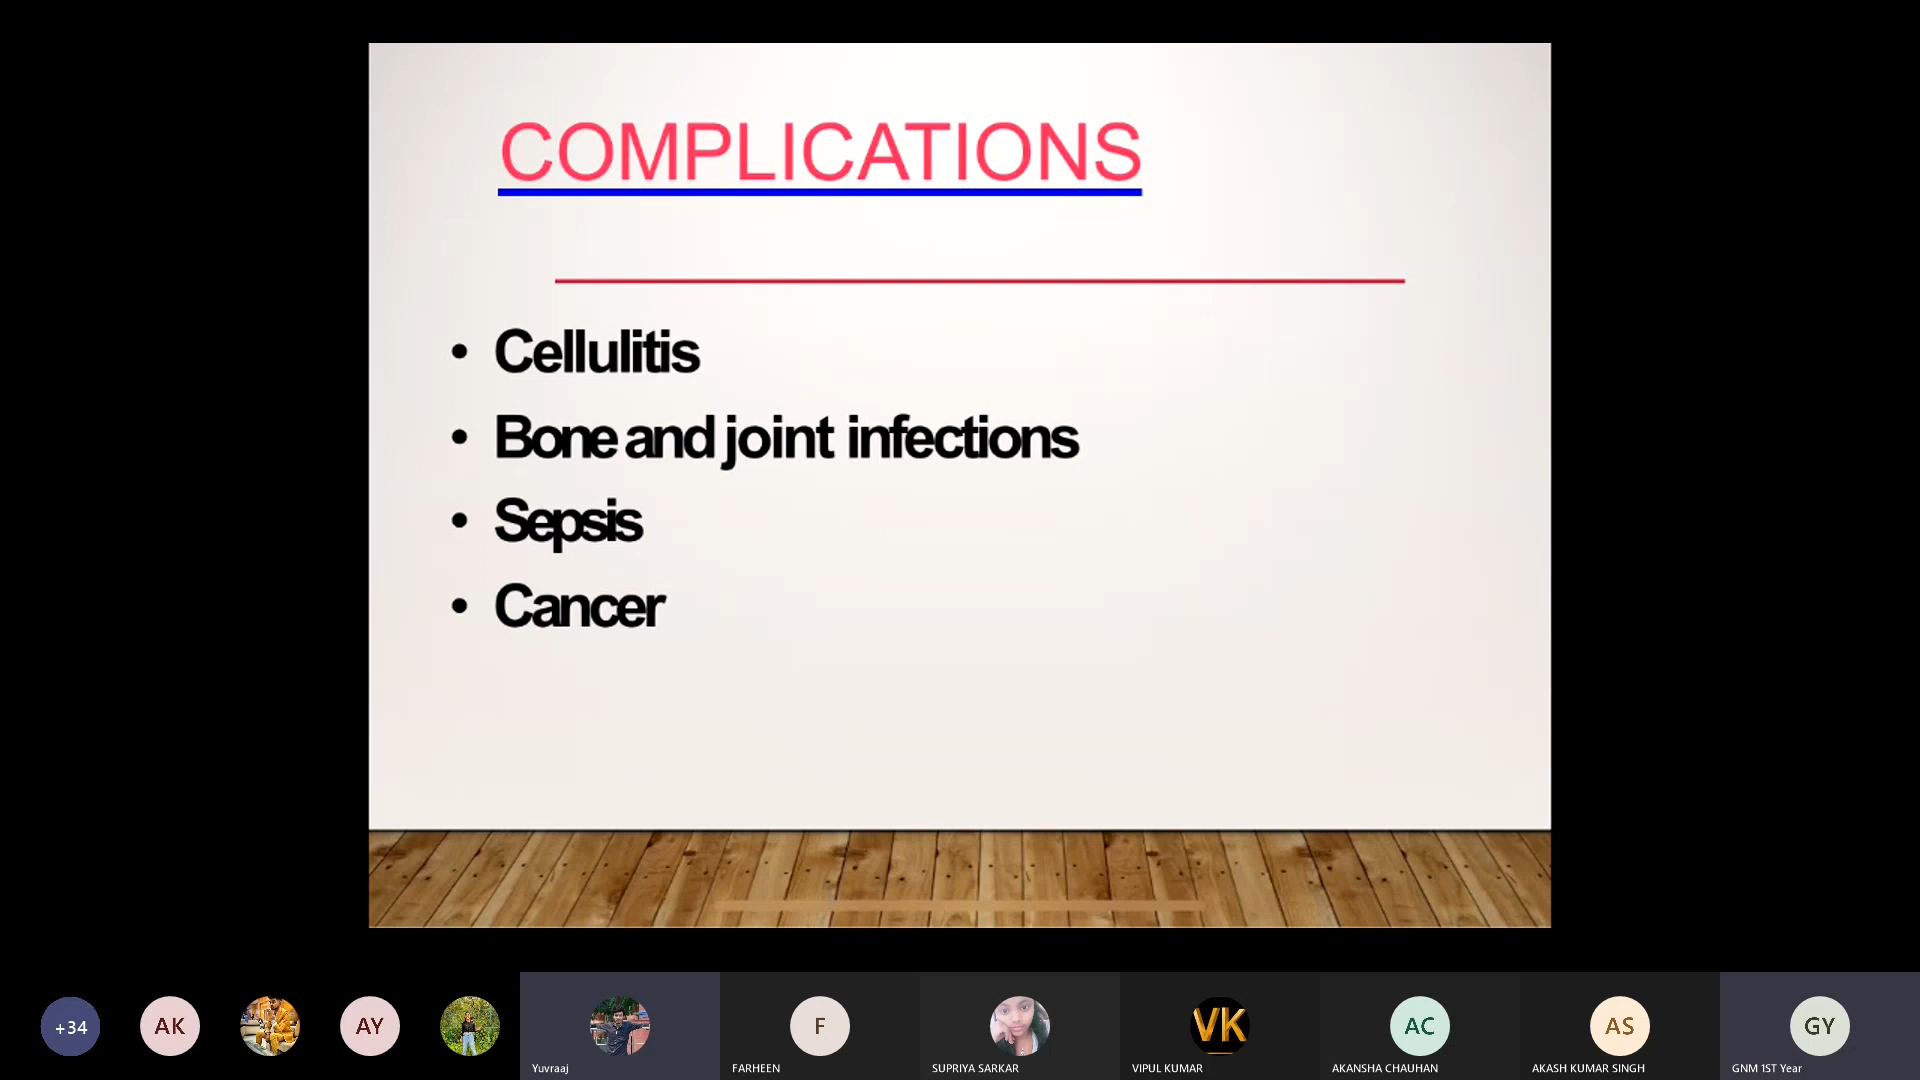 COMPLICATIONS
• Cellulitis
• Bone and joint infections
• Sepsis
• Cancer
+34
AK
AY
F
VK
AC
AS
GY
Yuvraaj
FARHEEN
SUPRIYA SARKAR
VIPUL KUMAR
AKANSHA CHAUHAN
AKASH KUMAR SINGH
GNM 1ST Year